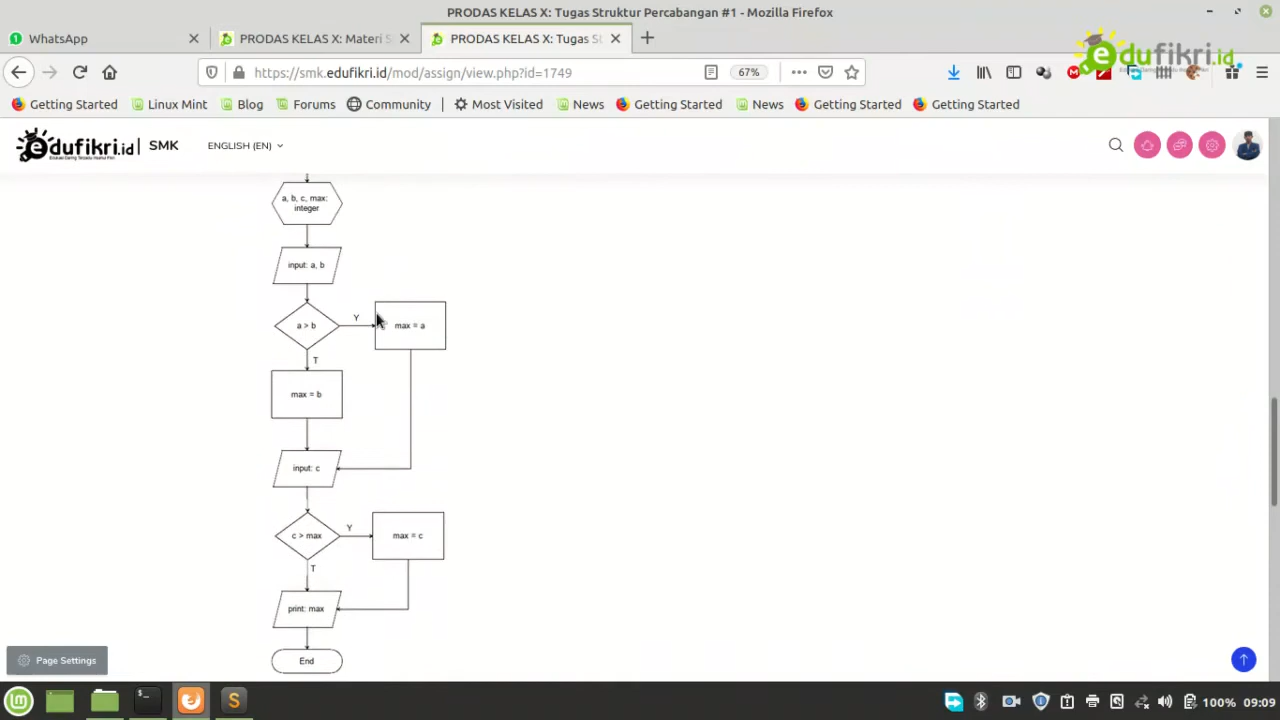 PRODAS KELAS X: Tugas Struktur Percabangan #1 - Mozilla Firefox
WhatsApp
PRODAS KELAS X: Materi S
PRODAS KELAS X: Tugas St
edufikri.id
https://smk.edufikri.id/mod/assign/view.php?id=1749
67%
Getting Started
Linux Mint
Blog
Forums
Community
Most Visited
News
Getting Started
News
Getting Started
Getting Started
edufikri.id
SMK
ENGLISH (EN)
a, b, c, max:
integer
input: a, b
a > b
Y
max = a
T
max = b
input: c
c > max
Y
max = c
T
print: max
End
Page Settings
100%
09:09